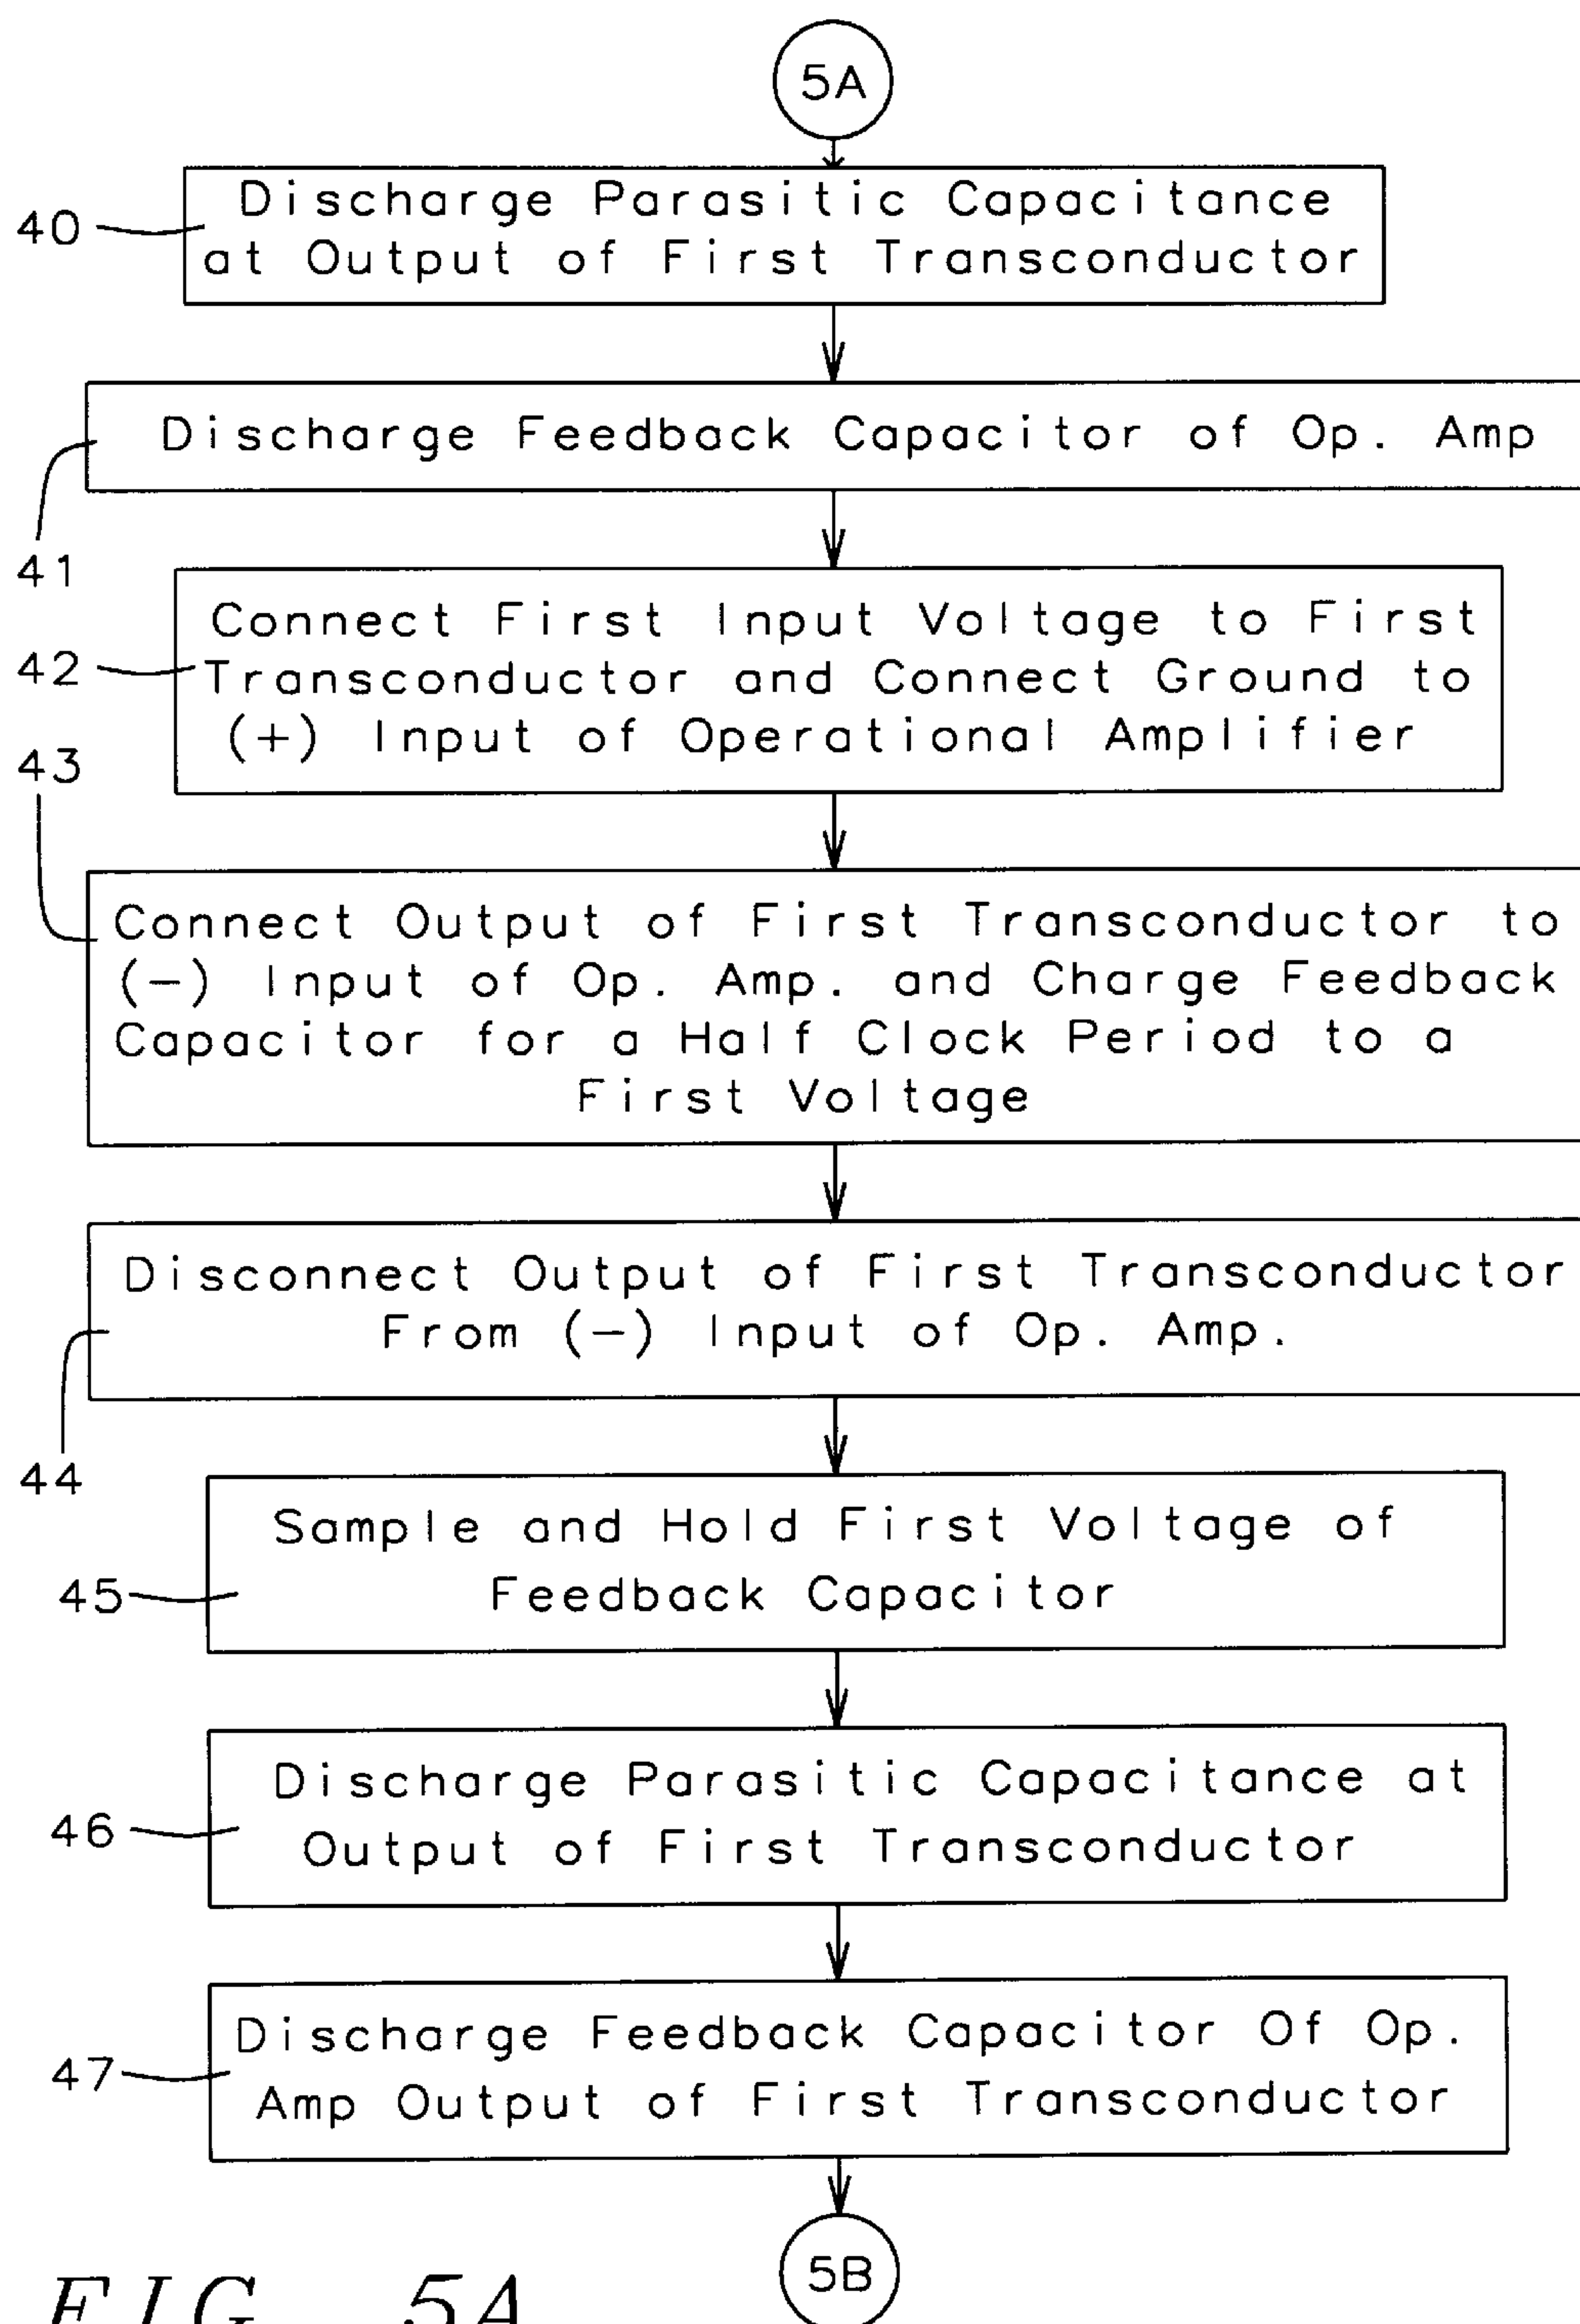 5A
40
Discharge Parasitic Capacitance
at Output of First Transconductor
Discharge Feedback Capacitor of Op. Amp
41
42
Connect First Input Voltage to First
Transconductor and Connect Ground to
(+) Input of Operational Amplifier
43
Connect Output of First Transconductor to
(-) Input of Op. Amp. and Charge Feedback
Capacitor for a Half Clock Period to a
First Voltage
Disconnect Output of First Transconductor
From (-) Input of Op. Amp.
44
Sample and Hold First Voltage of
Feedback Capacitor
45
Discharge Parasitic Capacitance at
Output of First Transconductor
46
Discharge Feedback Capacitor Of Op.
Amp Output of First Transconductor
47
5B
FIG. 5A